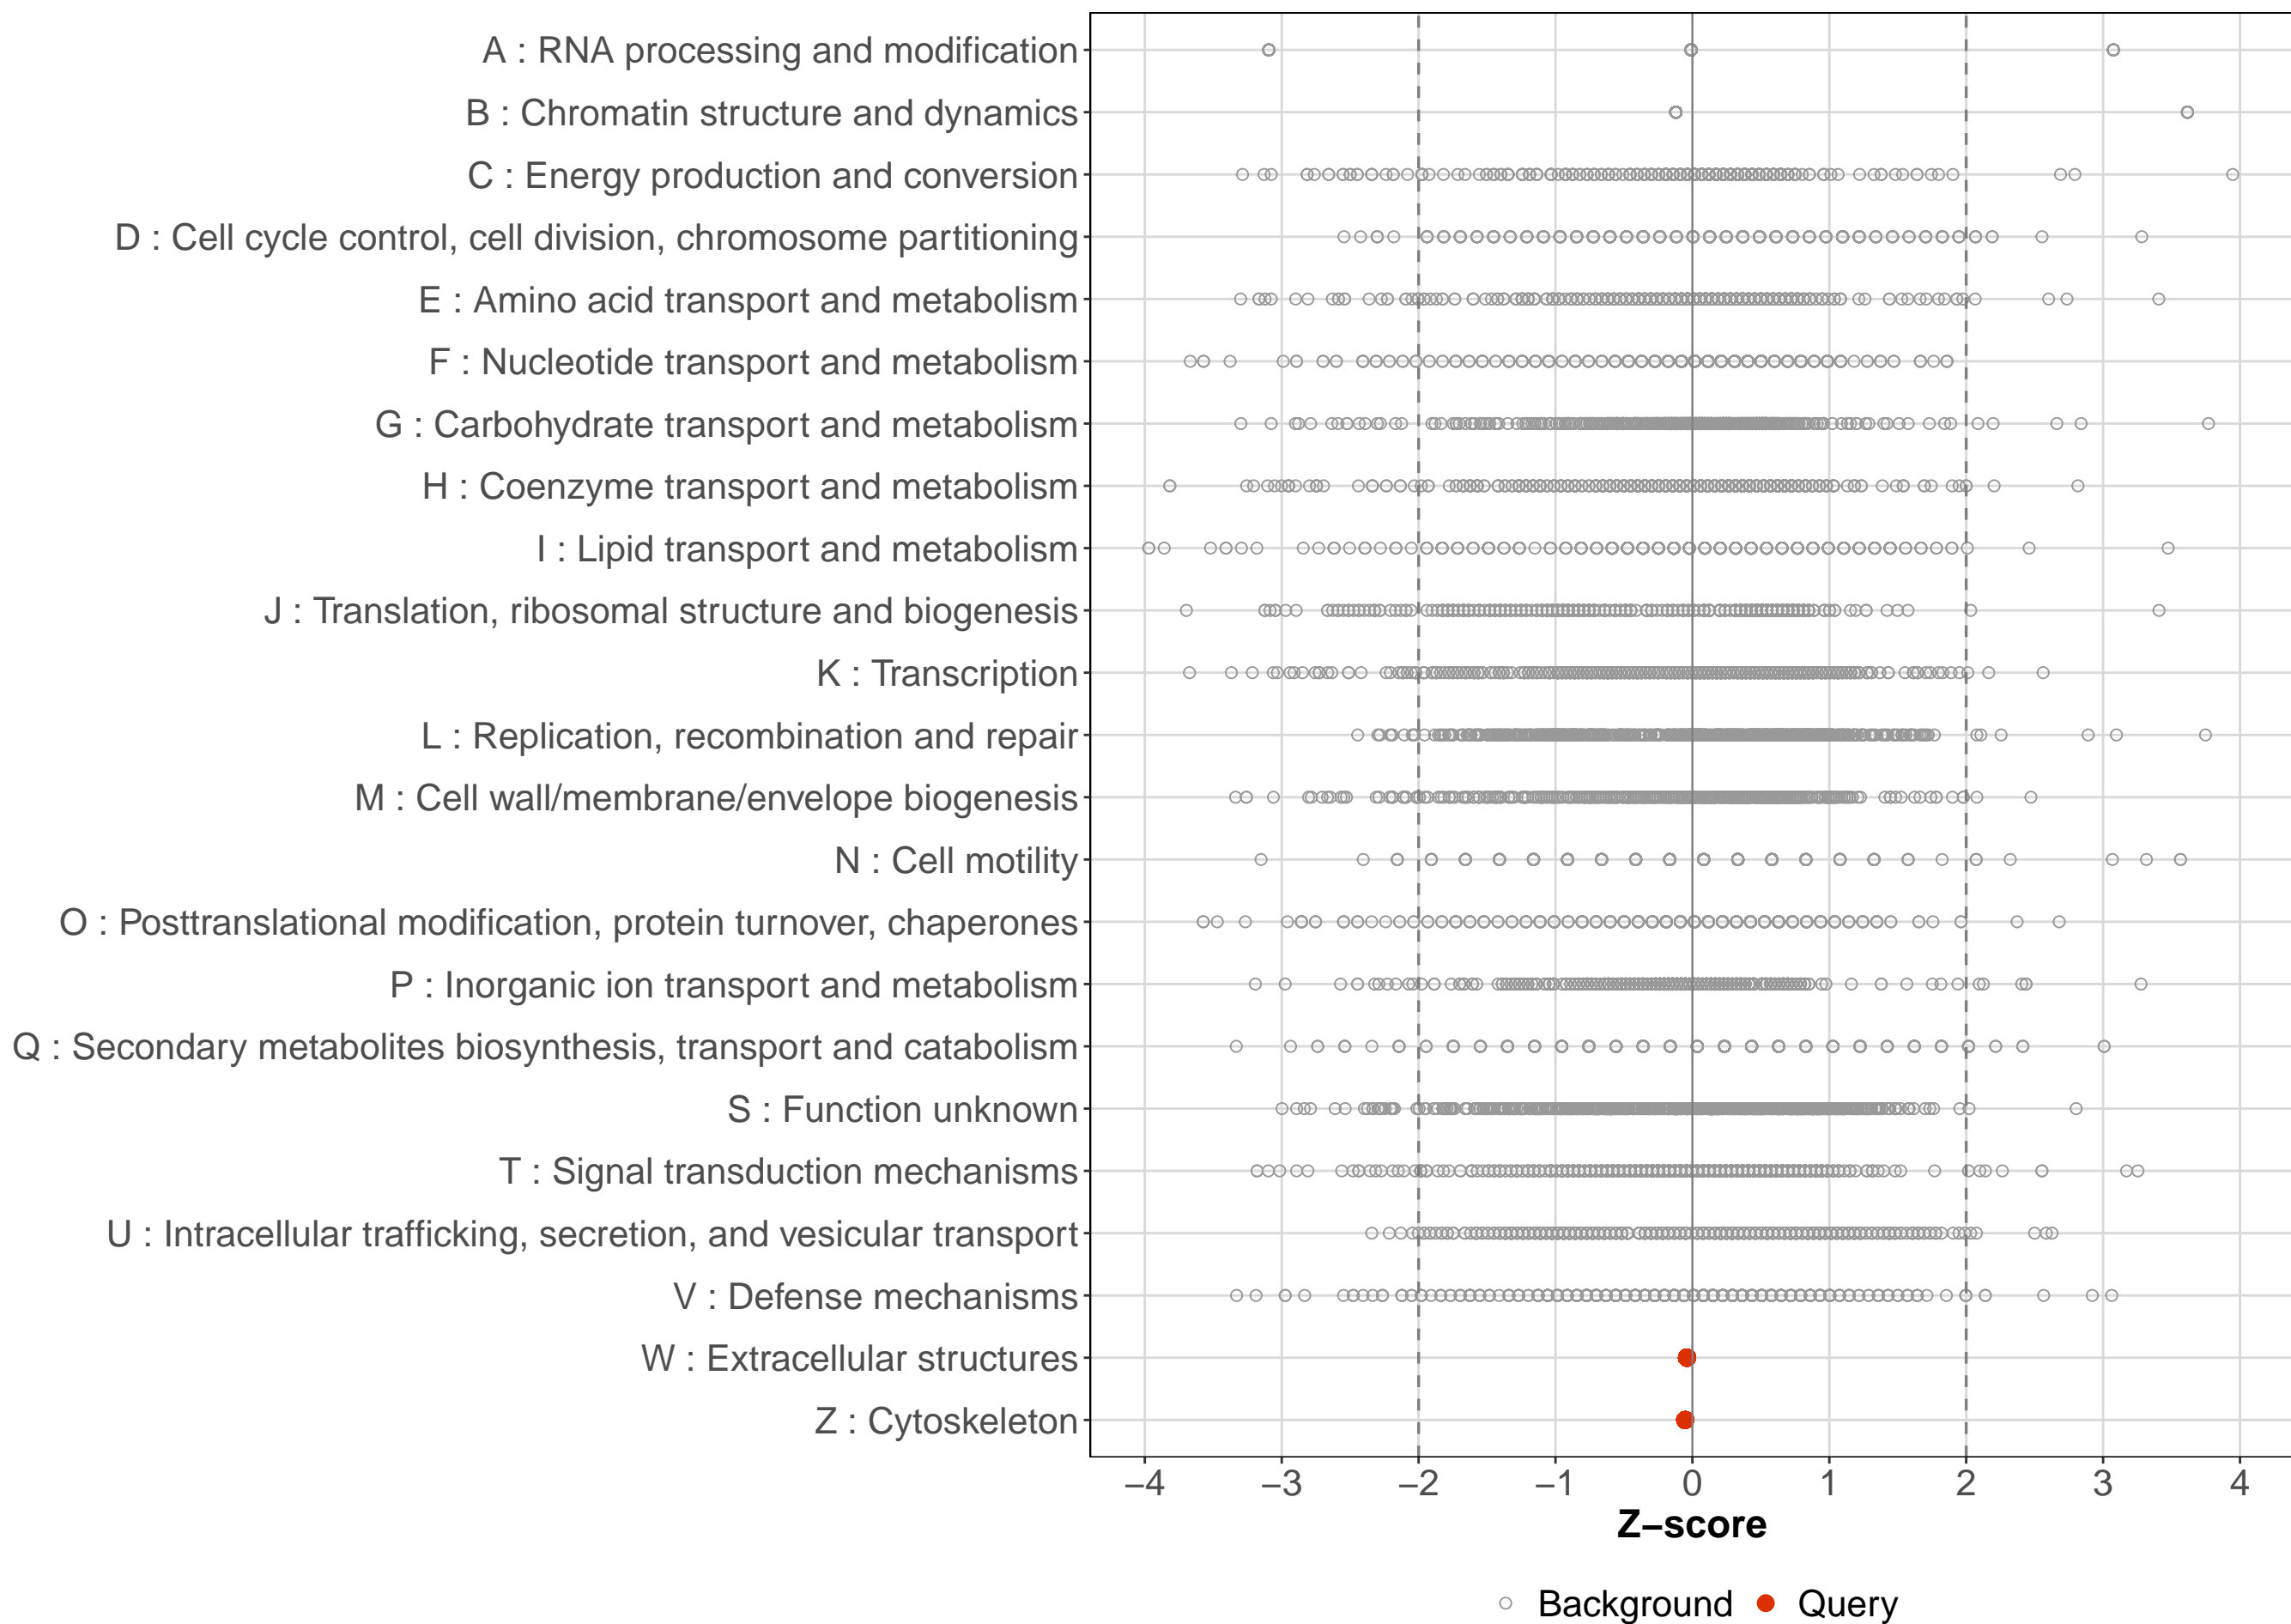 A : RNA processing and modification
B : Chromatin structure and dynamics
C : Energy production and conversion
D : Cell cycle control, cell division, chromosome partitioning
E : Amino acid transport and metabolism
F : Nucleotide transport and metabolism
G : Carbohydrate transport and metabolism
H : Coenzyme transport and metabolism
I : Lipid transport and metabolism
J : Translation, ribosomal structure and biogenesis
K : Transcription
L : Replication, recombination and repair
M : Cell wall/membrane/envelope biogenesis
N : Cell motility
O : Posttranslational modification, protein turnover, chaperones
P : Inorganic ion transport and metabolism
Q : Secondary metabolites biosynthesis, transport and catabolism
S : Function unknown
T : Signal transduction mechanisms
U : Intracellular trafficking, secretion, and vesicular transport
V : Defense mechanisms
W : Extracellular structures
Z : Cytoskeleton
−4 −3 −2 −1 0 1 2 3 4
Z−score
Background Query